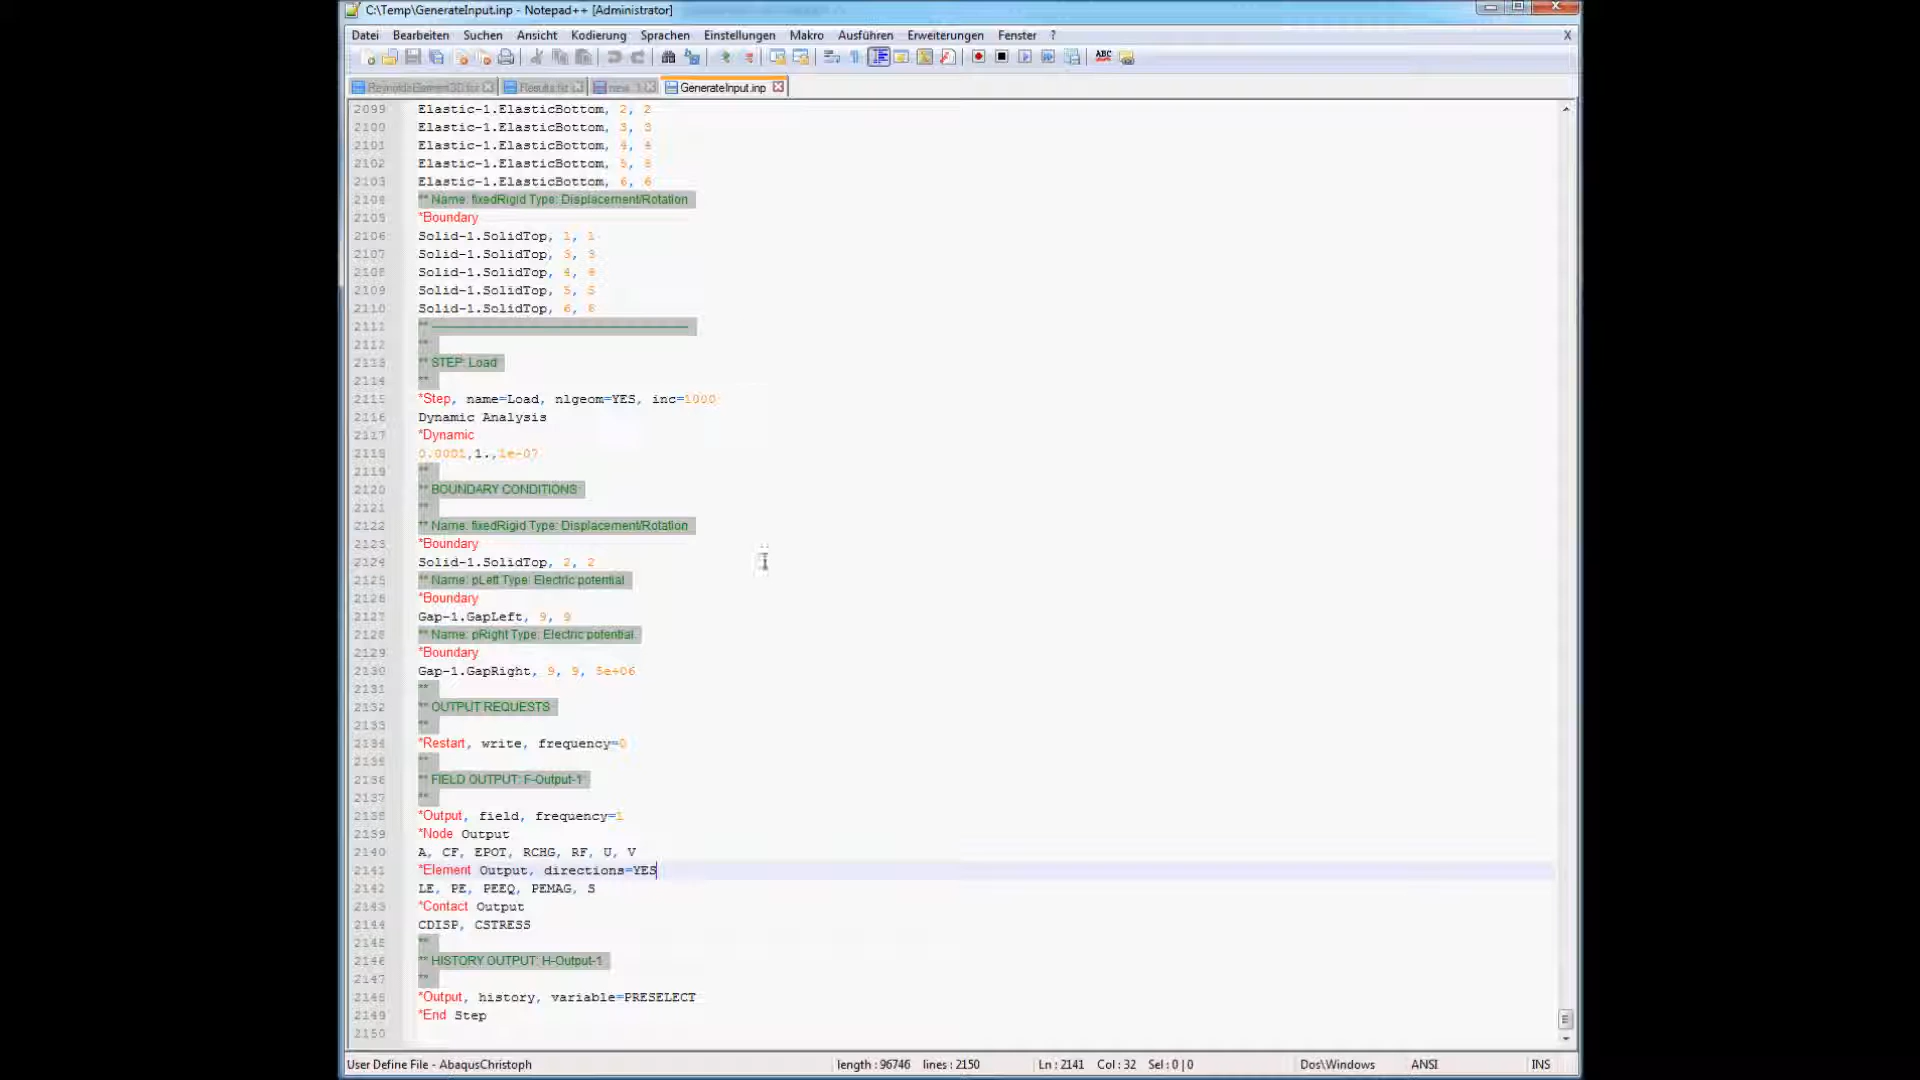 C:\Temp\GenerateInput.inp - Notepad++ [Administrator]
Datei Bearbeiten Suchen Ansicht Kodierung Sprachen Einstellungen Makro Ausführen Erweiterungen Fenster ? X
ABC
new 1 GenerateInput.inp
2099 Elastic-1.ElasticBottom, 2, 2
2100 Elastic-1.ElasticBottom, 3, 3
2101 Elastic-1.ElasticBottom, 4, 4
2102 Elastic-1.ElasticBottom, 5, 5
2103 Elastic-1.ElasticBottom, 6, 6
2104 ** Name: fixedRigid Type: Displacement/Rotation
2105 *Boundary
2106 Solid-1.SolidTop, 1, 1
2107 Solid-1.SolidTop, 3, 3
2108 Solid-1.SolidTop, 4, 4
2109 Solid-1.SolidTop, 5, 5
2110 Solid-1.SolidTop, 6, 6
2111 ** ----------------------------------------------------------------
2112 **
2113 ** STEP: Load
2114 **
2115 *Step, name=Load, nlgeom=YES, inc=1000
2116 Dynamic Analysis
2117 *Dynamic
2118 0.0001,1.,1e-07
2119 **
2120 ** BOUNDARY CONDITIONS
2121 **
2122 ** Name: fixedRigid Type: Displacement/Rotation
2123 *Boundary
2124 Solid-1.SolidTop, 2, 2
2125 ** Name: pLeft Type: Electric potential
2126 *Boundary
2127 Gap-1.GapLeft, 9, 9
2128 ** Name: pRight Type: Electric potential
2129 *Boundary
2130 Gap-1.GapRight, 9, 9, 5e+06
2131 **
2132 ** OUTPUT REQUESTS
2133 **
2134 *Restart, write, frequency=0
2135 **
2136 ** FIELD OUTPUT: F-Output-1
2137 **
2138 *Output, field, frequency=1
2139 *Node Output
2140 A, CF, EPOT, RCHG, RF, U, V
2141 *Element Output, directions=YES
2142 LE, PE, PEEQ, PEMAG, S
2143 *Contact Output
2144 CDISP, CSTRESS
2145 **
2146 ** HISTORY OUTPUT: H-Output-1
2147 **
2148 *Output, history, variable=PRESELECT
2149 *End Step
2150
User Define File - AbaqusChristoph length : 96746 lines : 2150 Ln : 2141 Col : 32 Sel : 0 | 0 Dos\Windows ANSI INS